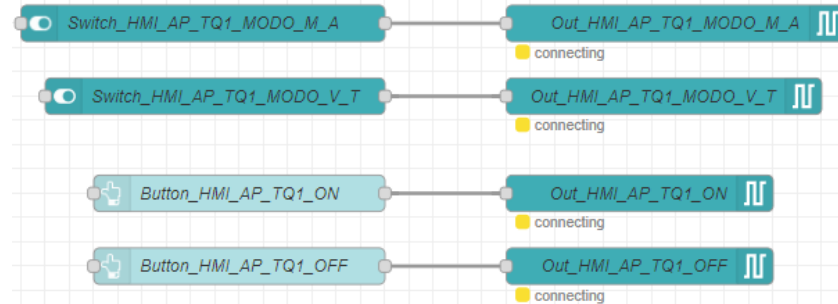 Switch_HMI_AP_TQ1_MODO_M_A
Out_HMI_AP_TQ1_MODO_M_A
connecting
Switch_HMI_AP_TQ1_MODO_V_T
Out_HMI_AP_TQ1_MODO_V_T
connecting
Button_HMI_AP_TQ1_ON
Out_HMI_AP_TQ1_ON
connecting
Button_HMI_AP_TQ1_OFF
Out_HMI_AP_TQ1_OFF
connecting